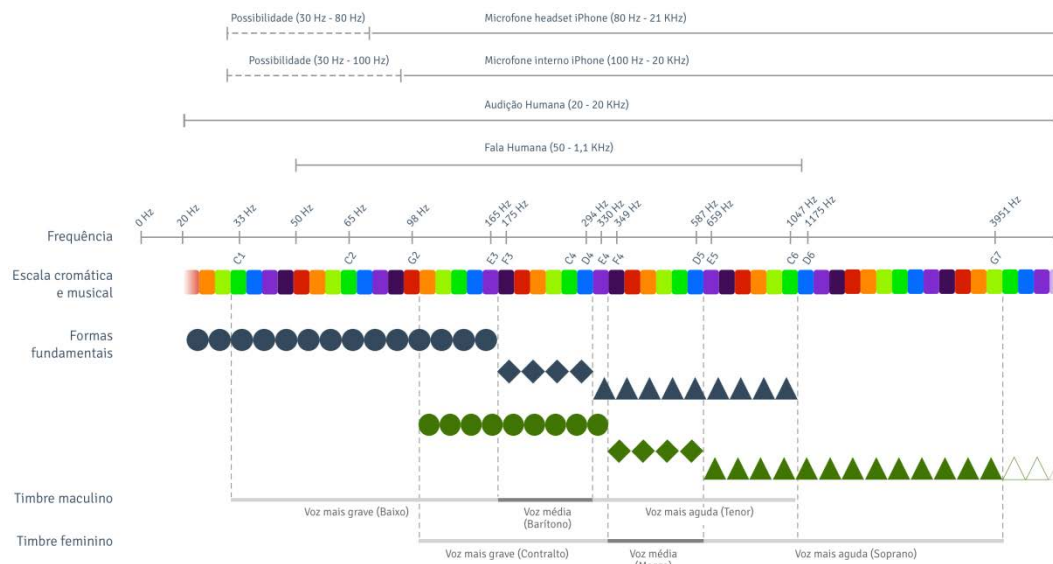 Possibilidade (30 Hz - 80 Hz)
Microfone headset iPhone (80 Hz - 21 KHz)
Possibilidade (30 Hz - 100 Hz)
Microfone interno iPhone (100 Hz - 20 KHz)
Audição Humana (20 - 20 KHz)
Fala Humana (50 - 1,1 KHz)
0 Hz
20 Hz
33 Hz
50 Hz
65 Hz
98 Hz
165 Hz
175 Hz
294 Hz
330 Hz
349 Hz
587 Hz
659 Hz
1047 Hz
1175 Hz
3951 Hz
Frequência
C1
C2
G2
E3
F3
C4
D4
E4
F4
D5
E5
C6
D6
G7
Escala cromática
e musical
Formas
fundamentais
Timbre maculino
Voz mais grave (Baixo)
Voz média
(Barítono)
Voz mais aguda (Tenor)
Timbre feminino
Voz mais grave (Contralto)
Voz média
Voz mais aguda (Soprano)